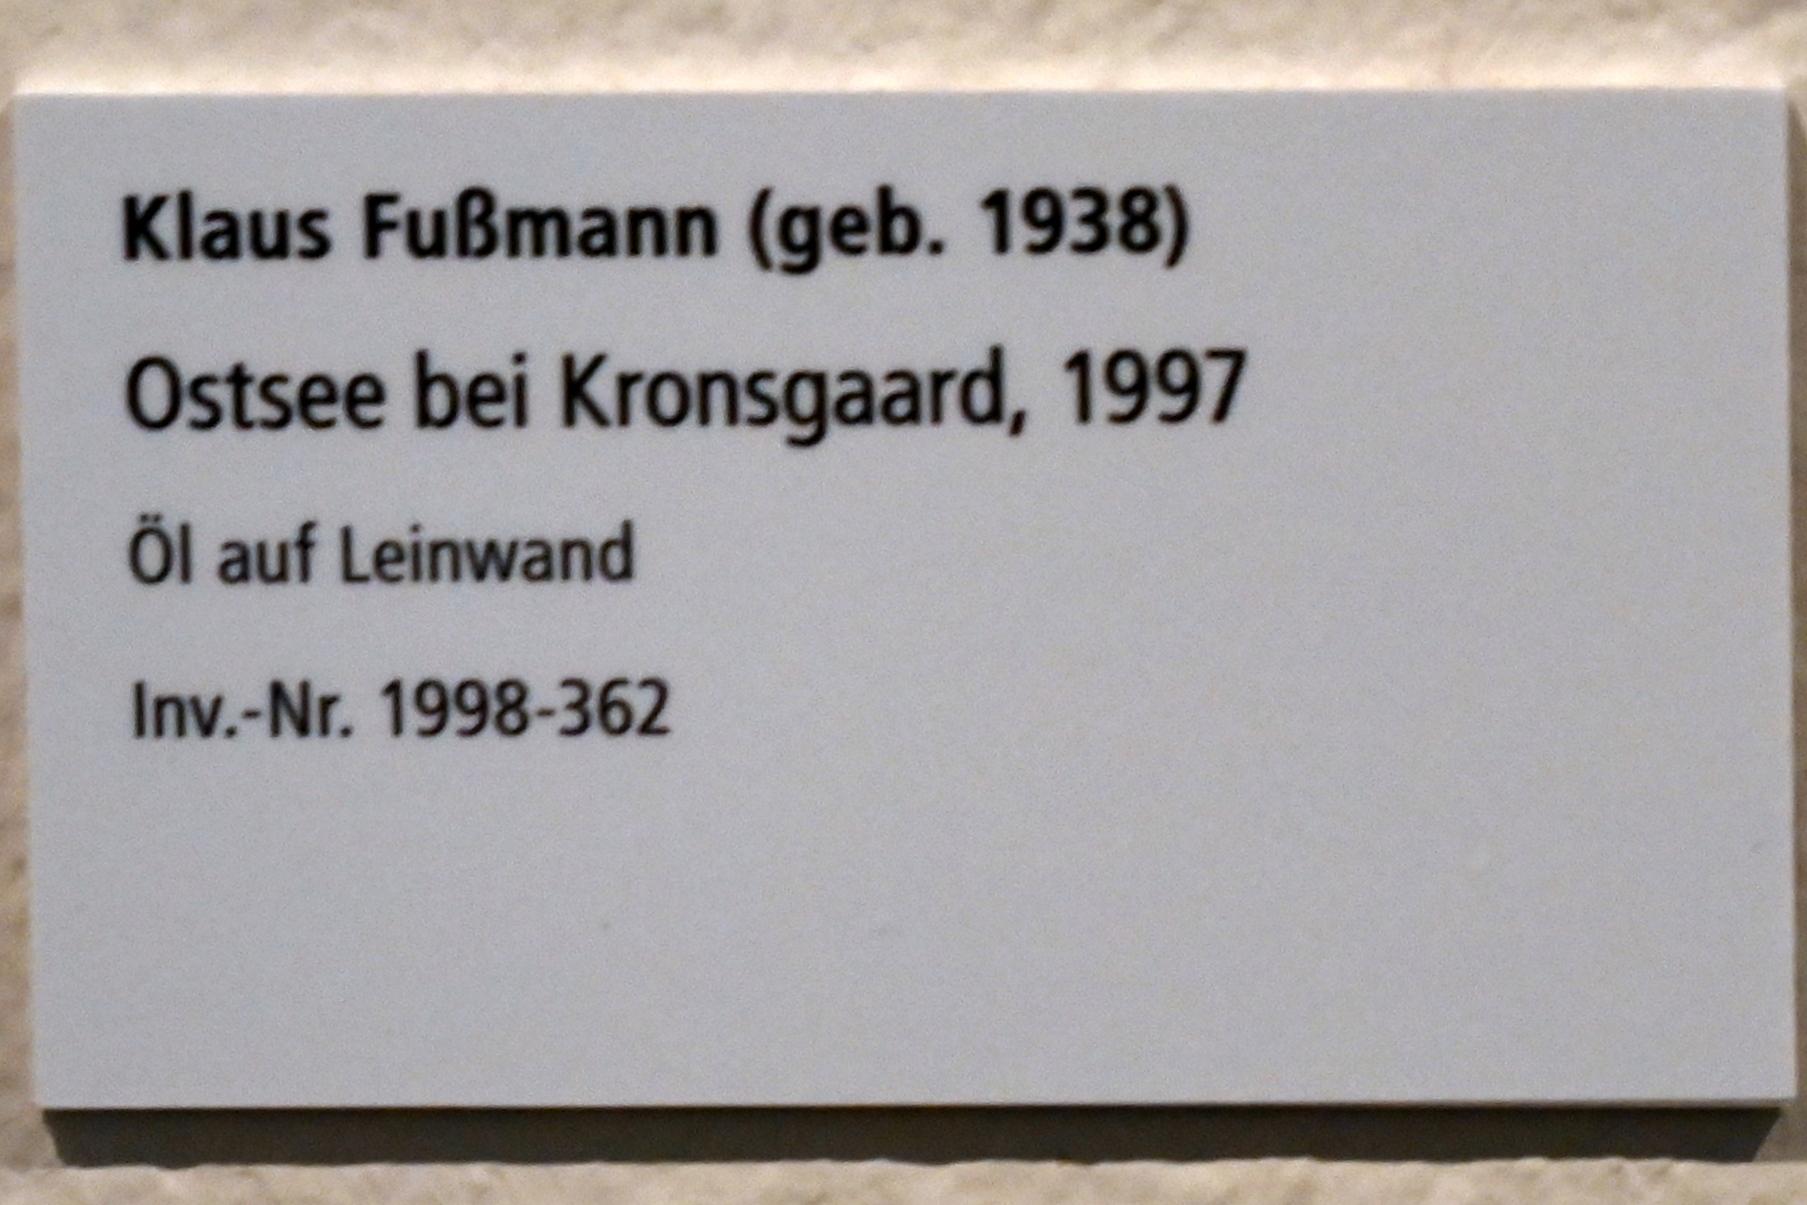 Klaus Fußmann (geb. 1938)
Ostsee bei Kronsgaard, 1997
Öl auf Leinwand
Inv.-Nr. 1998-362